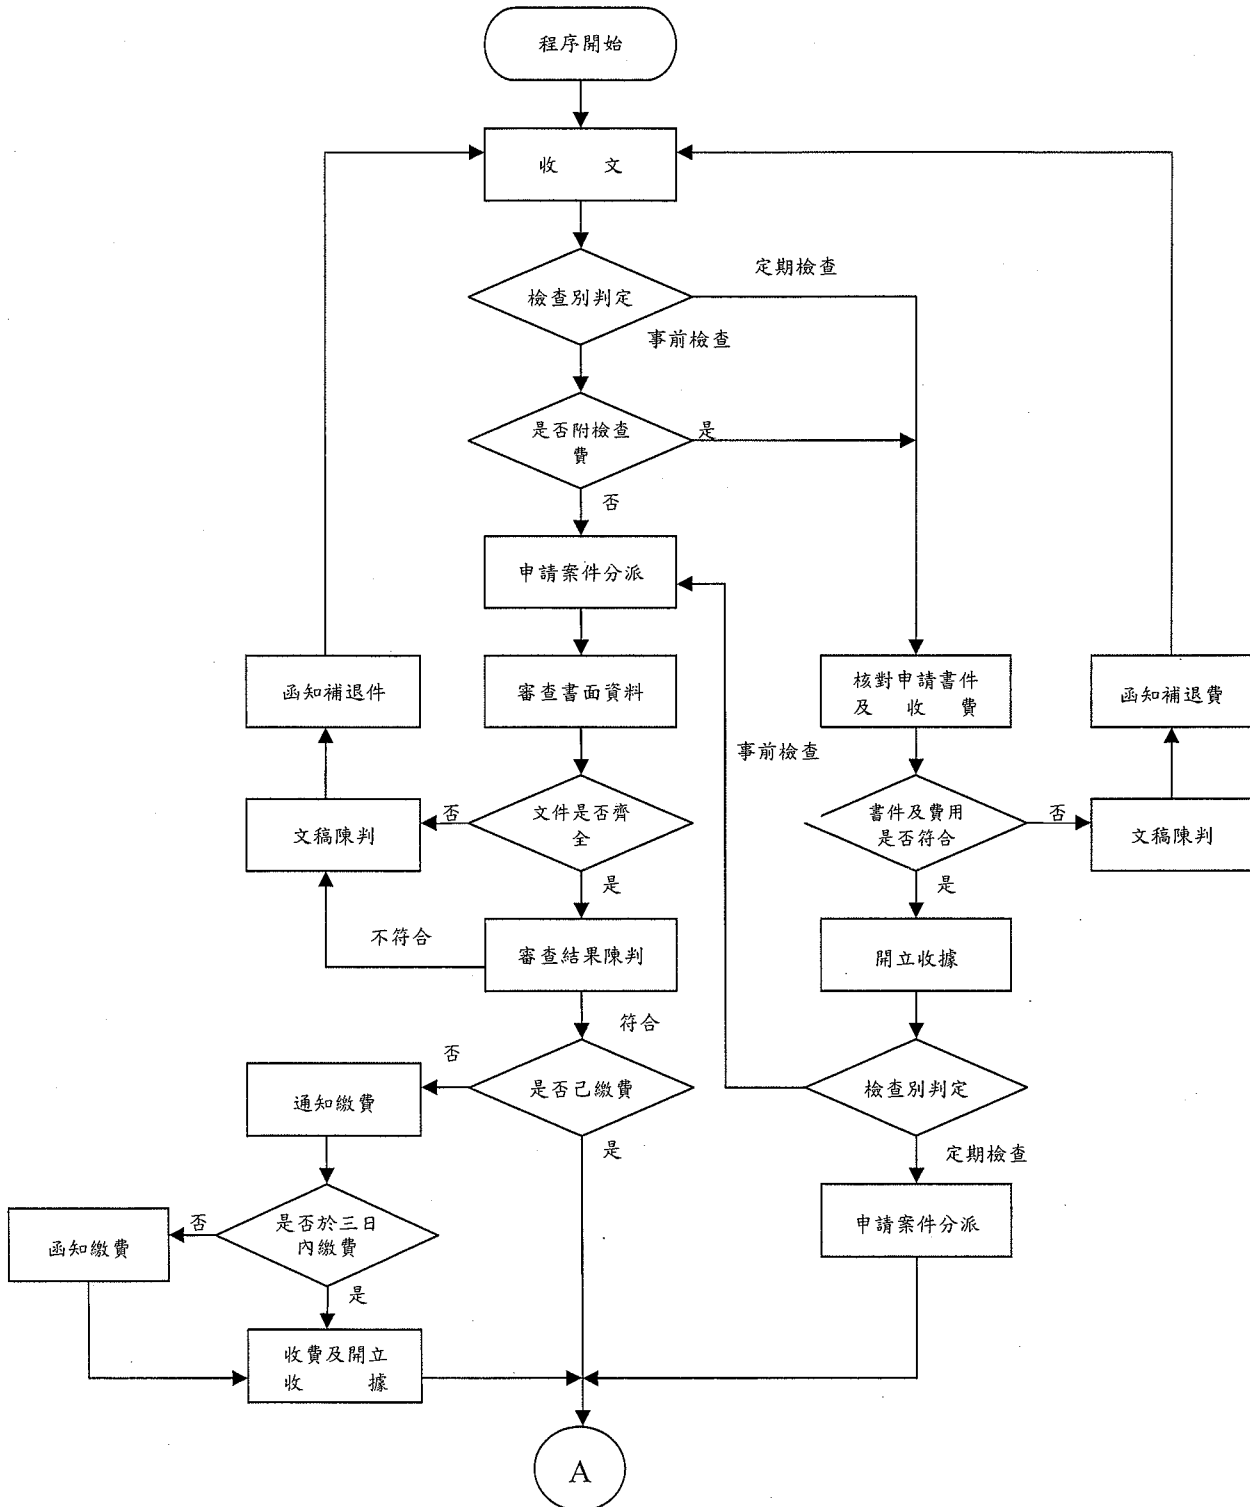 程序開始
收 文
檢查別判定
定期檢查
事前檢查
是否附檢查
費
是
否
申請案件分派
函知補退件
審查書面資料
核對申請書件
及 收 費
函知補退費
事前檢查
文稿陳判
否
文件是否齊
全
書件及費用
是否符合
否
文稿陳判
是
是
不符合
審查結果陳判
開立收據
符合
否
通知繳費
是否己繳費
檢查別判定
是
定期檢查
函知繳費
否
是否於三日
內繳費
申請案件分派
是
收費及開立
收 據
A